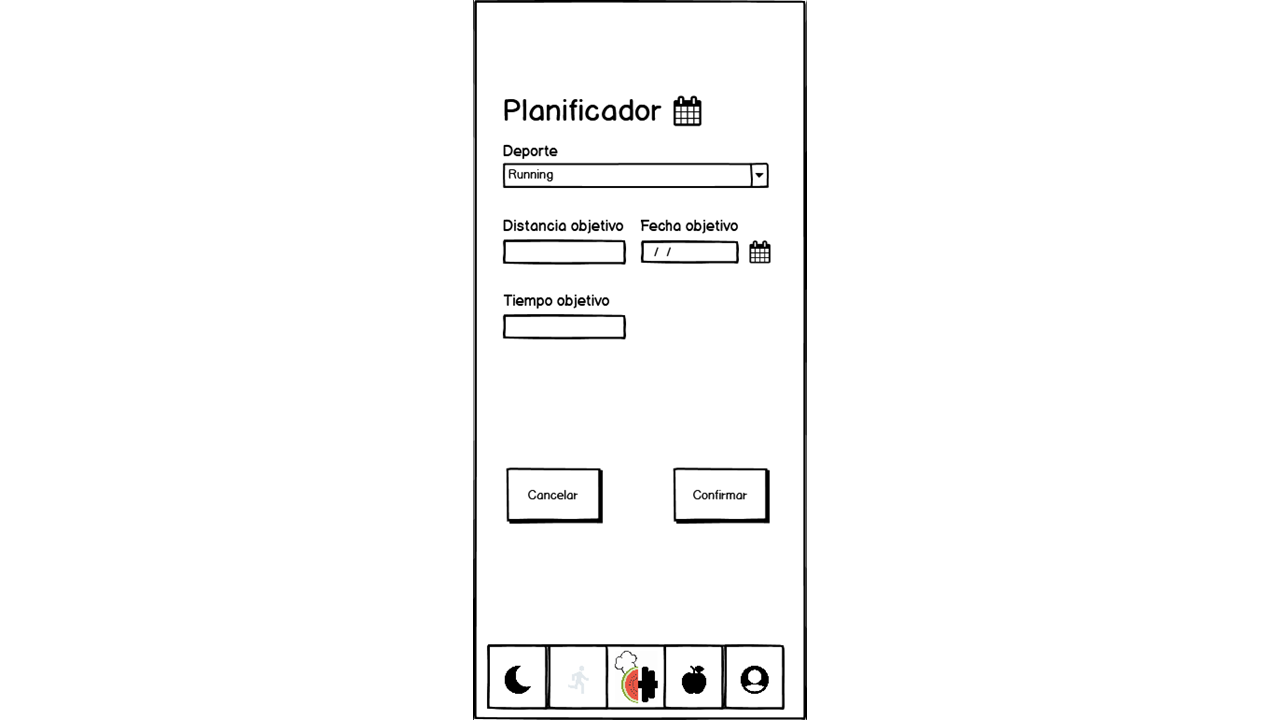 Planificador
Deporte
Running
Distancia objetivo Fecha objetivo
/ /
Tiempo objetivo
Cancelar Confirmar